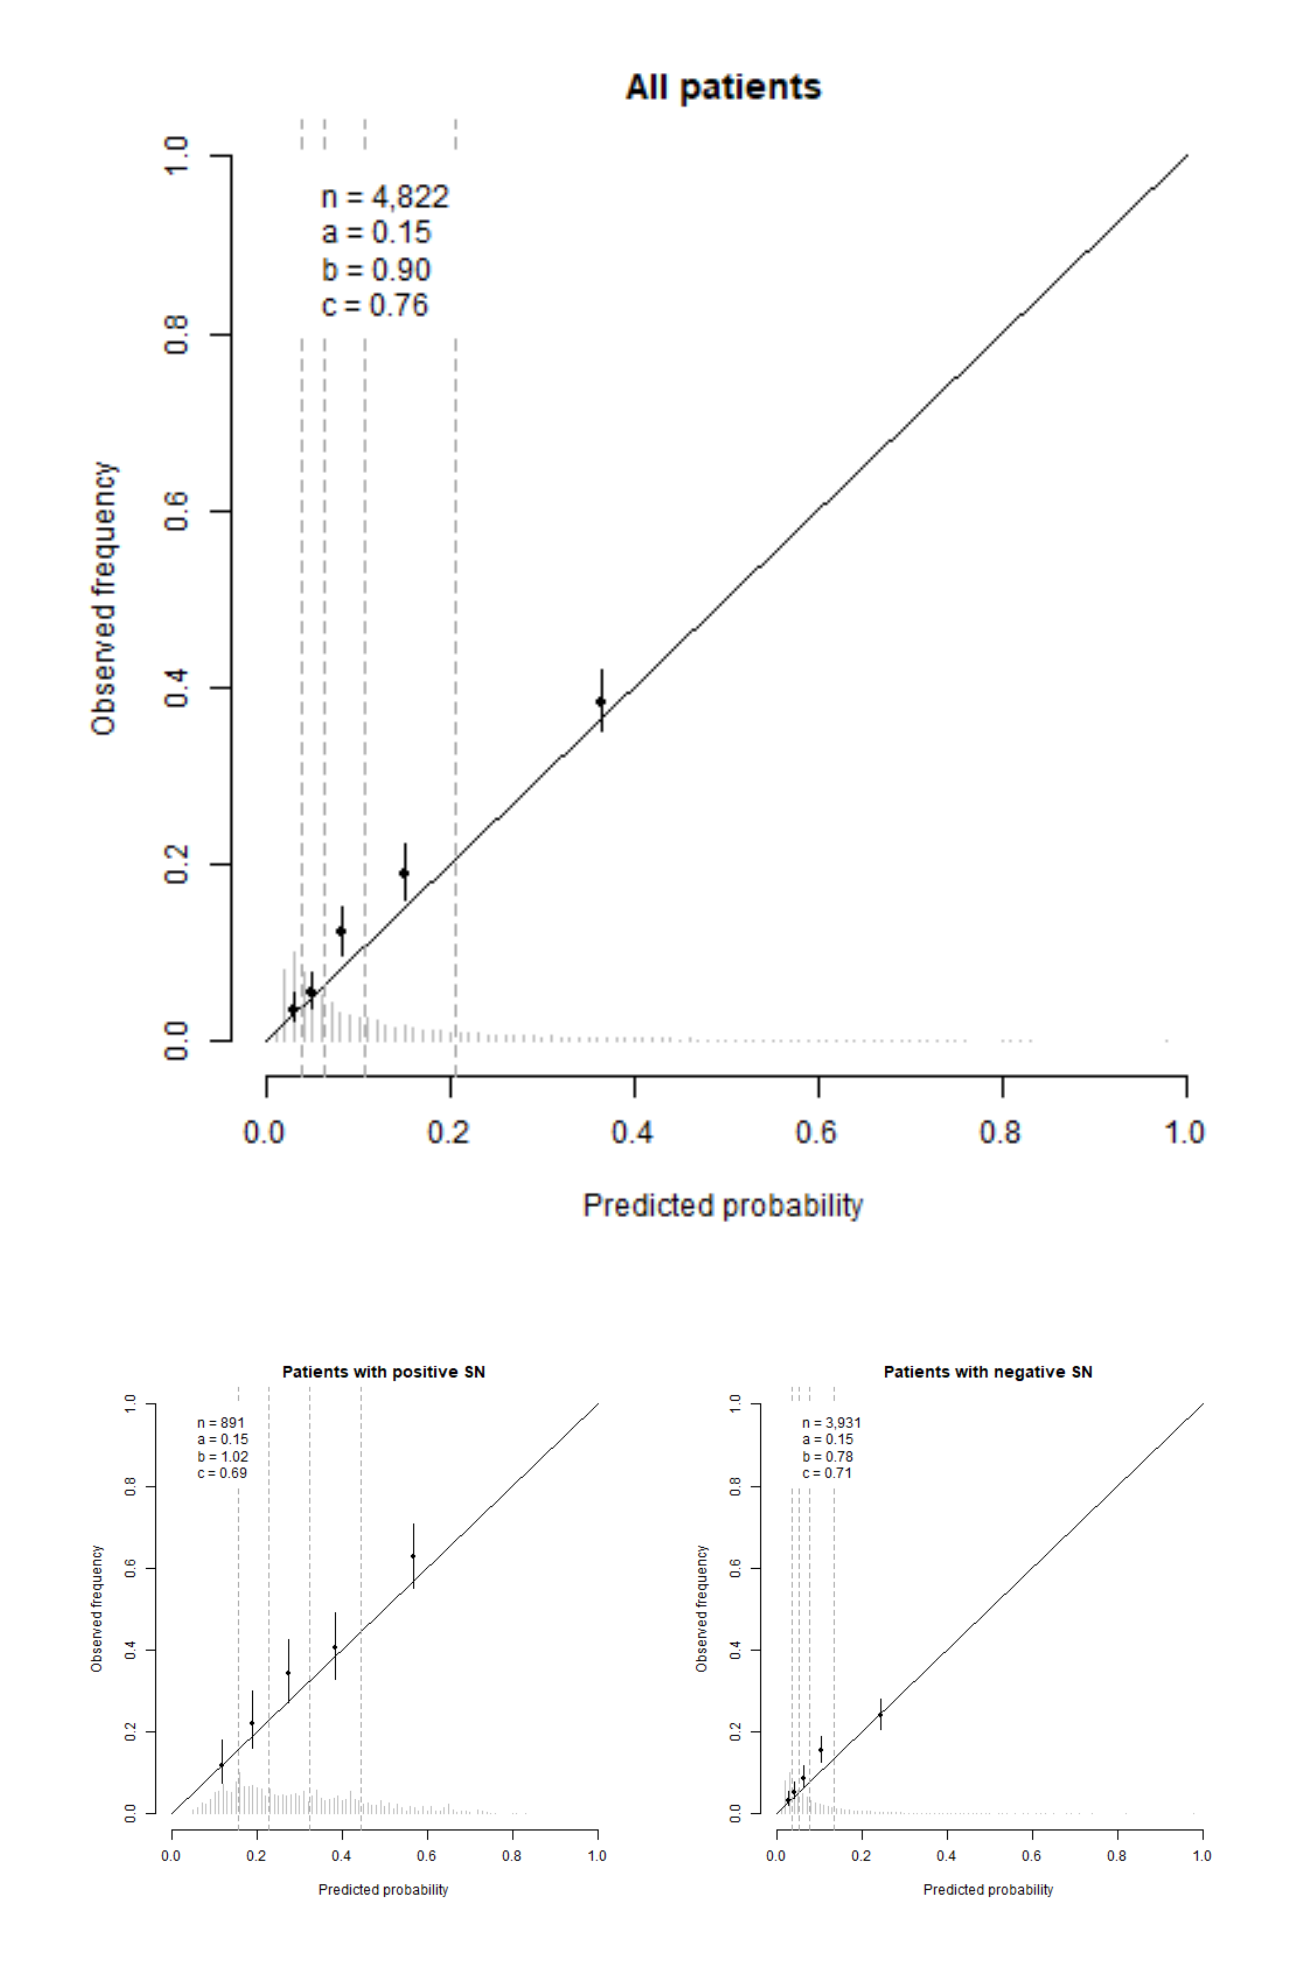 All patients
n = 4,822
a = 0.15
b = 0.90
c = 0.76
1.0
0.8
0.6
0.4
0.2
0.0
Observed frequency
0.0 0.2 0.4 0.6 0.8 1.0
Predicted probability
Patients with positive SN
n = 891
a = 0.15
b = 1.02
c = 0.69
1.0
0.8
0.6
0.4
0.2
0.0
Observed frequency
0.0 0.2 0.4 0.6 0.8 1.0
Predicted probability
Patients with negative SN
n = 3,931
a = 0.15
b = 0.78
c = 0.71
1.0
0.8
0.6
0.4
0.2
0.0
Observed frequency
0.0 0.2 0.4 0.6 0.8 1.0
Predicted probability